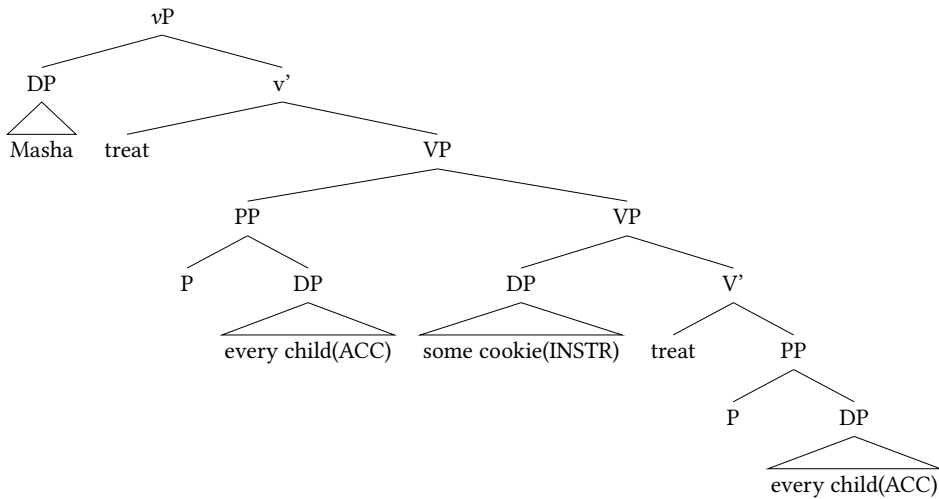 vP
DP v’
Masha treat VP
PP VP
P DP DP V’
every child(ACC) some cookie(INSTR) treat PP
P DP
every child(ACC)